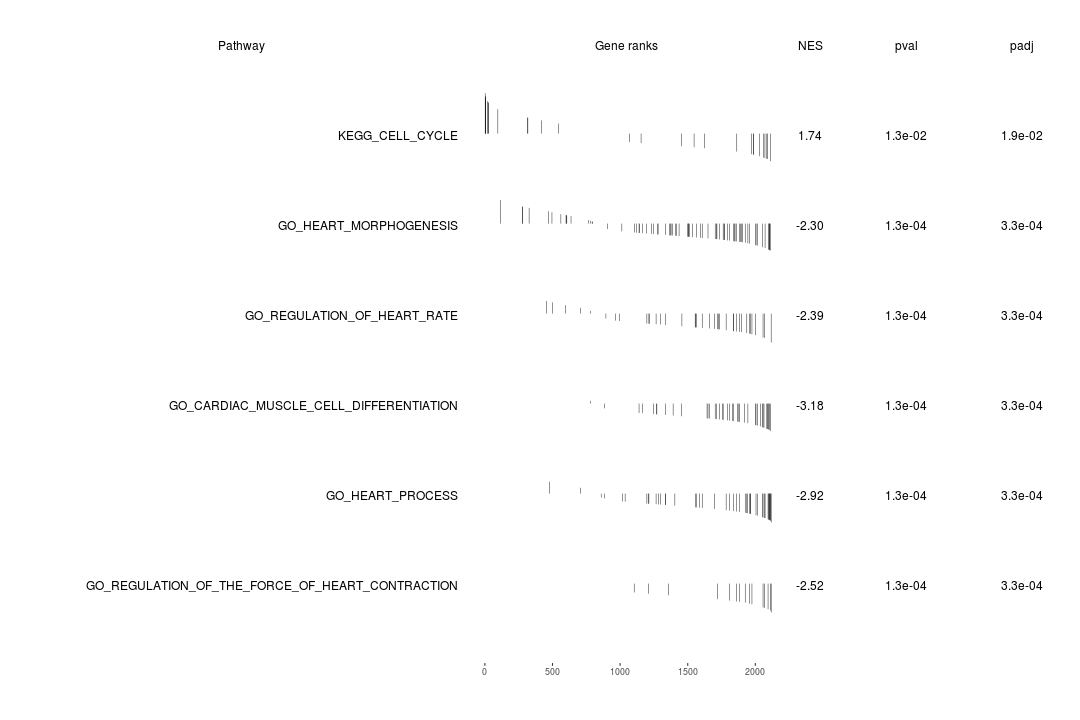 Pathway Gene ranks NES pval padj
KEGG_CELL_CYCLE 1.74 1.3e-02 1.9e-02
GO_HEART_MORPHOGENESIS -2.30 1.3e-04 3.3e-04
GO_REGULATION_OF_HEART_RATE -2.39 1.3e-04 3.3e-04
GO_CARDIAC_MUSCLE_CELL_DIFFERENTIATION -3.18 1.3e-04 3.3e-04
GO_HEART_PROCESS -2.92 1.3e-04 3.3e-04
GO_REGULATION_OF_THE_FORCE_OF_HEART_CONTRACTION -2.52 1.3e-04 3.3e-04
0 500 1000 1500 2000